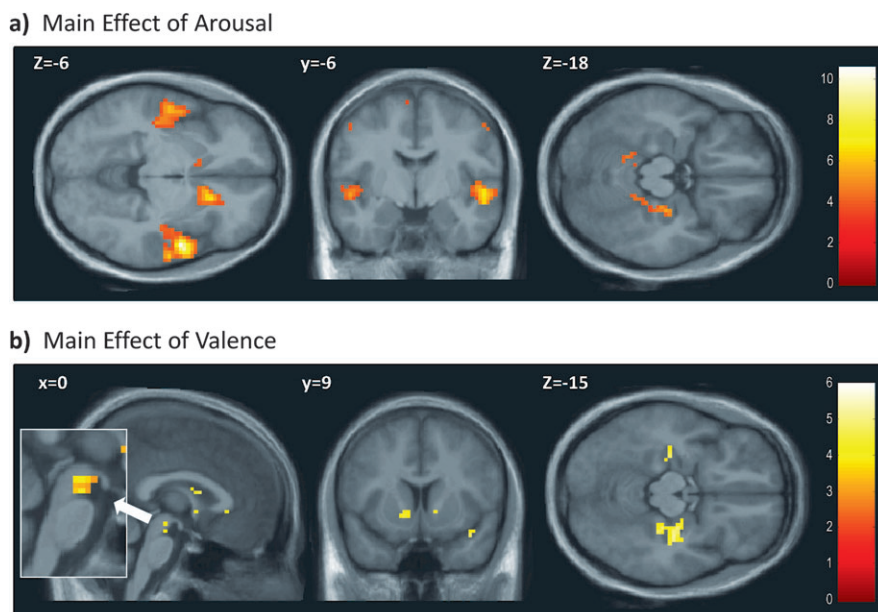 a) Main Effect of Arousal
Z=-6
y=-6
Z=-18
10
8
6
4
2
0
b) Main Effect of Valence
x=0
y=9
Z=-15
6
5
4
3
2
1
0